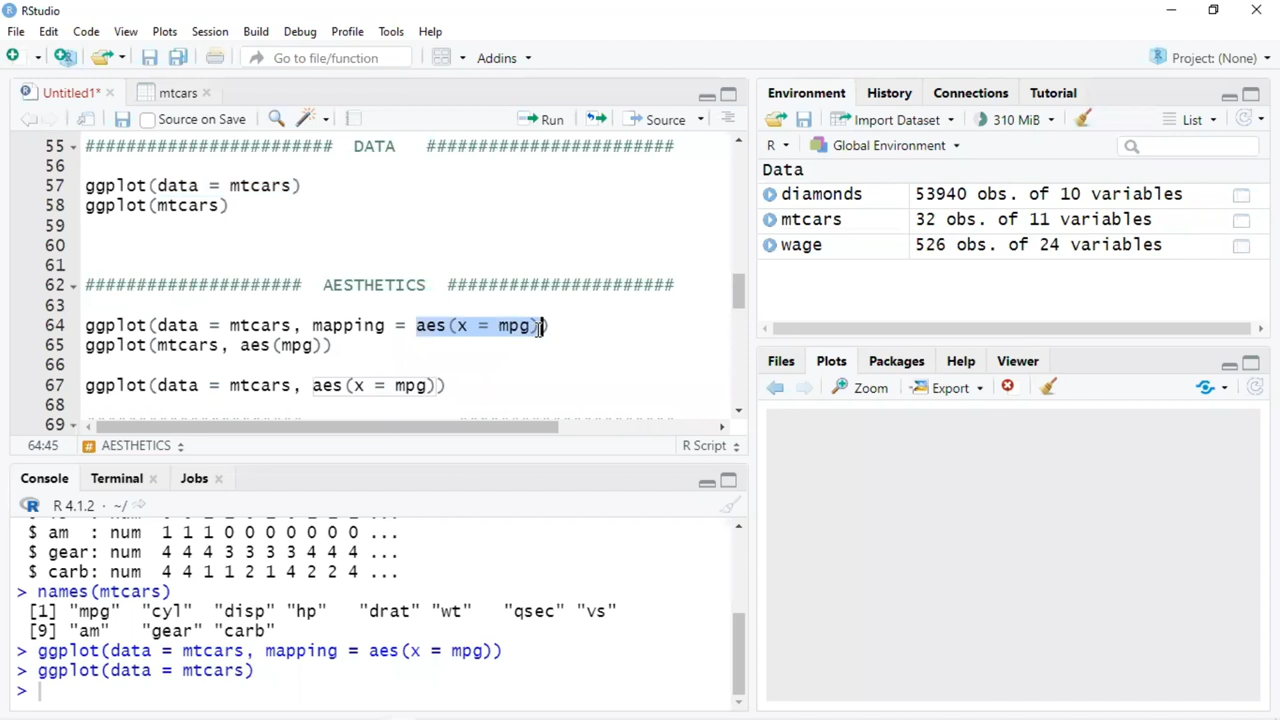 RStudio
File Edit Code View Plots Session Build Debug Profile Tools Help
Go to file/function Addins Project: (None)
Untitled1* mtcars
Source on Save Run Source
55 ######################## DATA ########################
56
57 ggplot(data = mtcars)
58 ggplot(mtcars)
59
60
61
62 ##################### AESTHETICS ######################
63
64 ggplot(data = mtcars, mapping = aes(x = mpg))
65 ggplot(mtcars, aes(mpg))
66
67 ggplot(data = mtcars, aes(x = mpg))
68
69
64:45 # AESTHETICS R Script
Console Terminal Jobs
R 4.1.2 · ~/
$ am : num 1 1 1 0 0 0 0 0 0 0 ...
$ gear: num 4 4 4 3 3 3 3 4 4 4 ...
$ carb: num 4 4 1 1 2 1 4 2 2 4 ...
> names(mtcars)
[1] "mpg" "cyl" "disp" "hp" "drat" "wt" "qsec" "vs"
[9] "am" "gear" "carb"
> ggplot(data = mtcars, mapping = aes(x = mpg))
> ggplot(data = mtcars)
>
Environment History Connections Tutorial
Import Dataset 310 MiB List
R Global Environment
Data
diamonds 53940 obs. of 10 variables
mtcars 32 obs. of 11 variables
wage 526 obs. of 24 variables
Files Plots Packages Help Viewer
Zoom Export